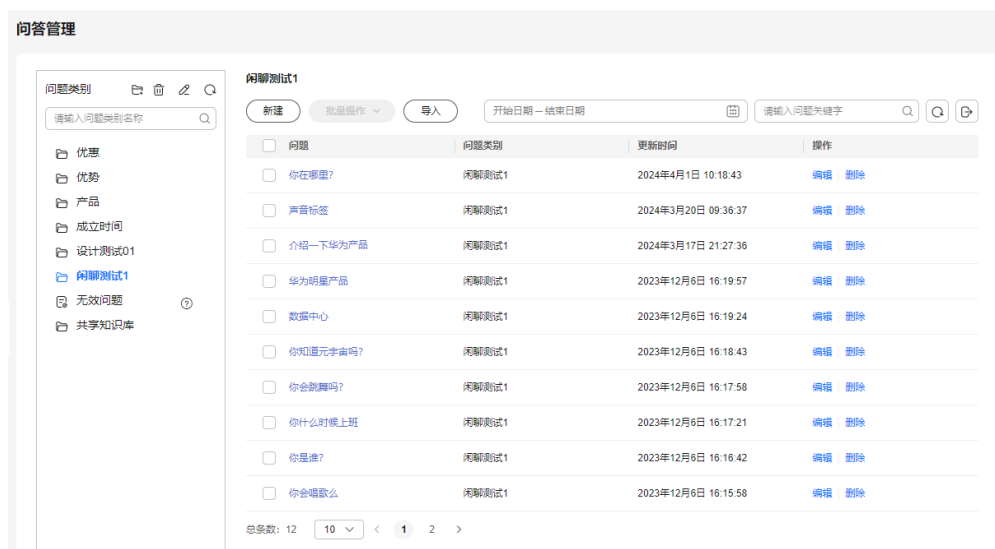 问答管理
问题类别
请输入问题类别名称
优惠
优势
产品
成立时间
设计测试01
闲聊测试1
无效问题
共享知识库
闲聊测试1
新建 批量操作 导入 开始日期 – 结束日期 请输入问题关键字
问题 问题类别 更新时间 操作
你在哪里? 闲聊测试1 2024年4月1日 10:18:43 编辑 删除
声音标签 闲聊测试1 2024年3月20日 09:36:37 编辑 删除
介绍一下华为产品 闲聊测试1 2024年3月17日 21:27:36 编辑 删除
华为明星产品 闲聊测试1 2023年12月6日 16:19:57 编辑 删除
数据中心 闲聊测试1 2023年12月6日 16:19:24 编辑 删除
你知道元宇宙吗? 闲聊测试1 2023年12月6日 16:18:43 编辑 删除
你会跳舞吗? 闲聊测试1 2023年12月6日 16:17:58 编辑 删除
你什么时候上班 闲聊测试1 2023年12月6日 16:17:21 编辑 删除
你是谁? 闲聊测试1 2023年12月6日 16:16:42 编辑 删除
你会唱歌么 闲聊测试1 2023年12月6日 16:15:58 编辑 删除
总条数: 12 10 1 2